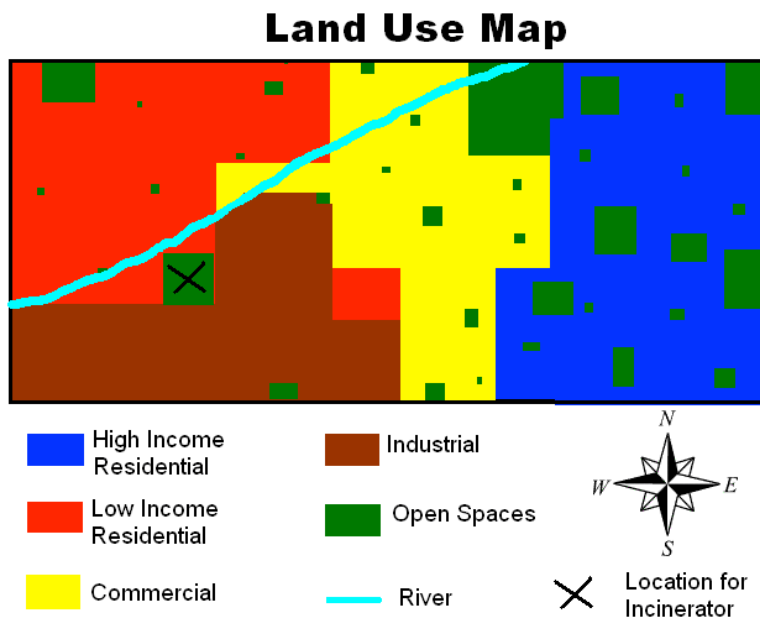 Land Use Map
High Income
Residential
Industrial
Low Income
Residential
Open Spaces
Commercial
River
N
W
E
S
Location for
Incinerator